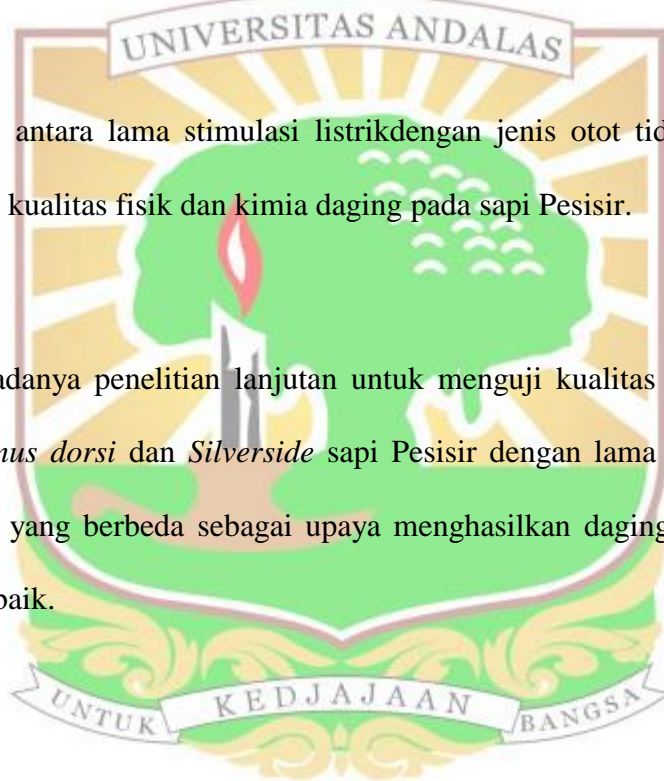 UNIVERSITAS ANDALAS
antara lama stimulasi listrikdengan jenis otot tid
kualitas fisik dan kimia daging pada sapi Pesisir.
adanya penelitian lanjutan untuk menguji kualitas
nus dorsi dan Silverside sapi Pesisir dengan lama
yang berbeda sebagai upaya menghasilkan daging
baik.
UNTUK KEDJAJAAN BANGSA